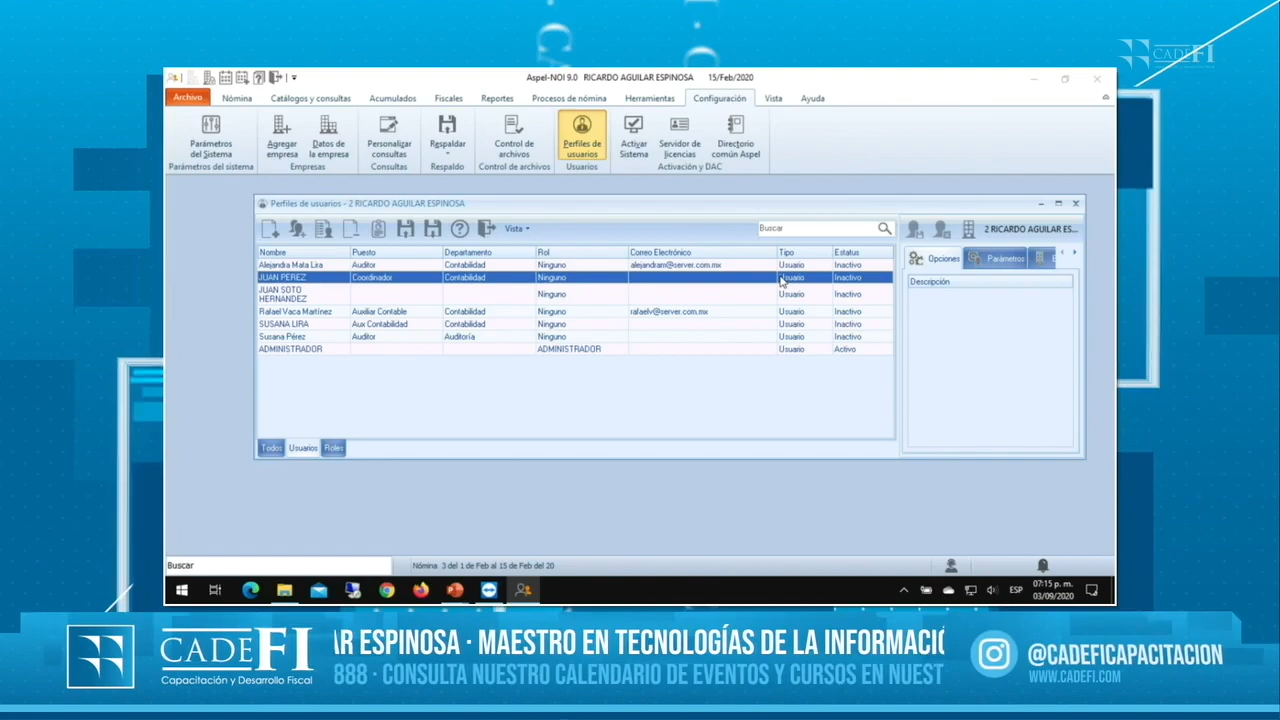 CADEFI
Aspel-NOI 9.0 RICARDO AGUILAR ESPINOSA 15/Feb/2020
Archivo Nómina Catálogos y consultas Acumulados Fiscales Reportes Procesos de nómina Herramientas Configuración Vista Ayuda
Parámetros del Sistema
Agregar empresa
Datos de la empresa
Personalizar consultas
Respaldar
Control de archivos
Perfiles de usuarios
Activar Sistema
Servidor de licencias
Directorio común Aspel
Parámetros del sistema Empresas Consultas Respaldo Control de archivos Usuarios Activación y DAC
Perfiles de usuarios - 2 RICARDO AGUILAR ESPINOSA
Vista Buscar 2 RICARDO AGUILAR ES...
Opciones Parámetros E
Descripción
Nombre Puesto Departamento Rol Correo Electrónico Tipo Estatus
Alejandra Mata Lira Auditor Contabilidad Ninguno alejandram@server.com.mx Usuario Inactivo
JUAN PEREZ Coordinador Contabilidad Ninguno Usuario Inactivo
JUAN SOTO HERNANDEZ Ninguno Usuario Inactivo
Rafael Vaca Martínez Auxiliar Contable Contabilidad Ninguno rafaelv@server.com.mx Usuario Inactivo
SUSANA LIRA Aux Contabilidad Contabilidad Ninguno Usuario Inactivo
Susana Pérez Auditor Auditoría Ninguno Usuario Inactivo
ADMINISTRADOR ADMINISTRADOR Usuario Activo
Todos Usuarios Roles
Buscar Nómina 3 del 1 de Feb al 15 de Feb del 20
ESP 07:15 p. m.
03/09/2020
CADEFI
Capacitación y Desarrollo Fiscal
AR ESPINOSA · MAESTRO EN TECNOLOGÍAS DE LA INFORMACIÓ
888 · CONSULTA NUESTRO CALENDARIO DE EVENTOS Y CURSOS EN NUEST
@CADEFICAPACITACION
WWW.CADEFI.COM